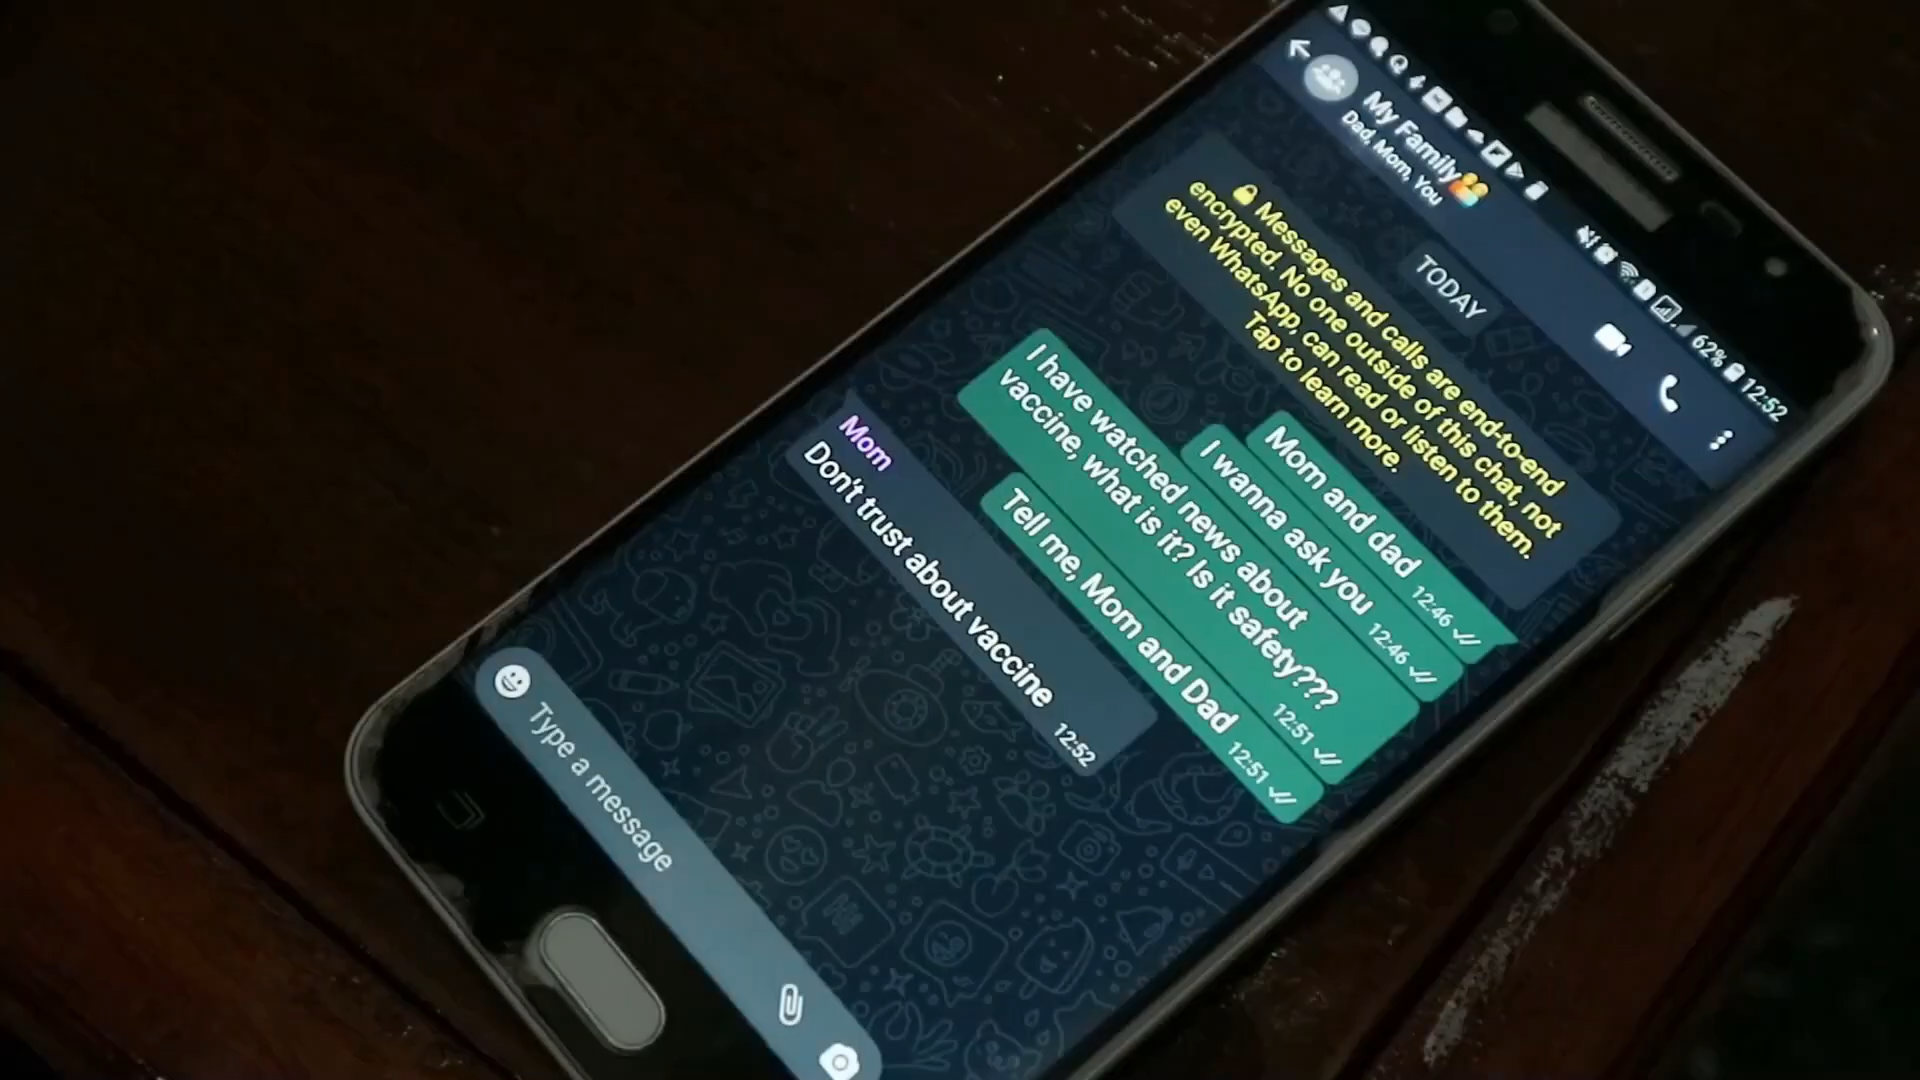 62% 12:52
My Family
Dad, Mom, You
TODAY
Messages and calls are end-to-end
encrypted. No one outside of this chat, not
even WhatsApp, can read or listen to them.
Tap to learn more.
Mom and dad 12:46
I wanna ask you 12:46
I have watched news about
vaccine, what is it? Is it safety???
12:51
Tell me, Mom and Dad 12:51
Mom
Don't trust about vaccine
12:52
Type a message